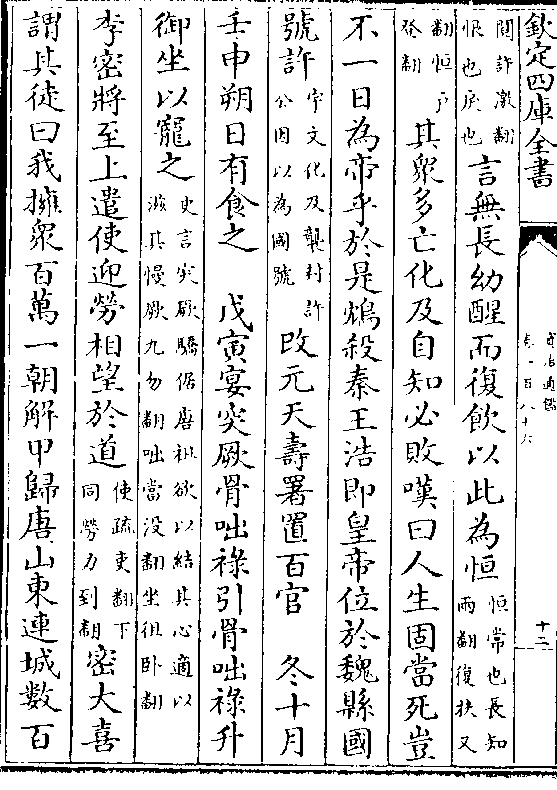 欽定四庫全書
資治通鑑
卷一百八十六
十二
鬩許激翻
恨也戾也
言無長幼醒而復飲以此為恒
恒常也長知
兩翻復扶又
翻恒戶
登翻
其衆多亡化及自知必敗嘆曰人生固當死豈
不一日為帝乎於是鴆殺秦王浩即皇帝位於魏縣國
號許
宇文化及襲封許
公因以為國號
改元天壽署置百官　冬十月
壬申朔日有食之　戊寅宴突厥骨咄祿引骨咄祿升
御坐以寵之
史言突厥驕倨唐祖欲以結其心適以
滋其慢厥九勿翻咄當没翻坐徂卧翻
李密將至上遣使迎勞相望於道
使疏吏翻下
同勞力到翻
密大喜
謂其徒曰我擁衆百萬一朝解甲歸唐山東連城數百